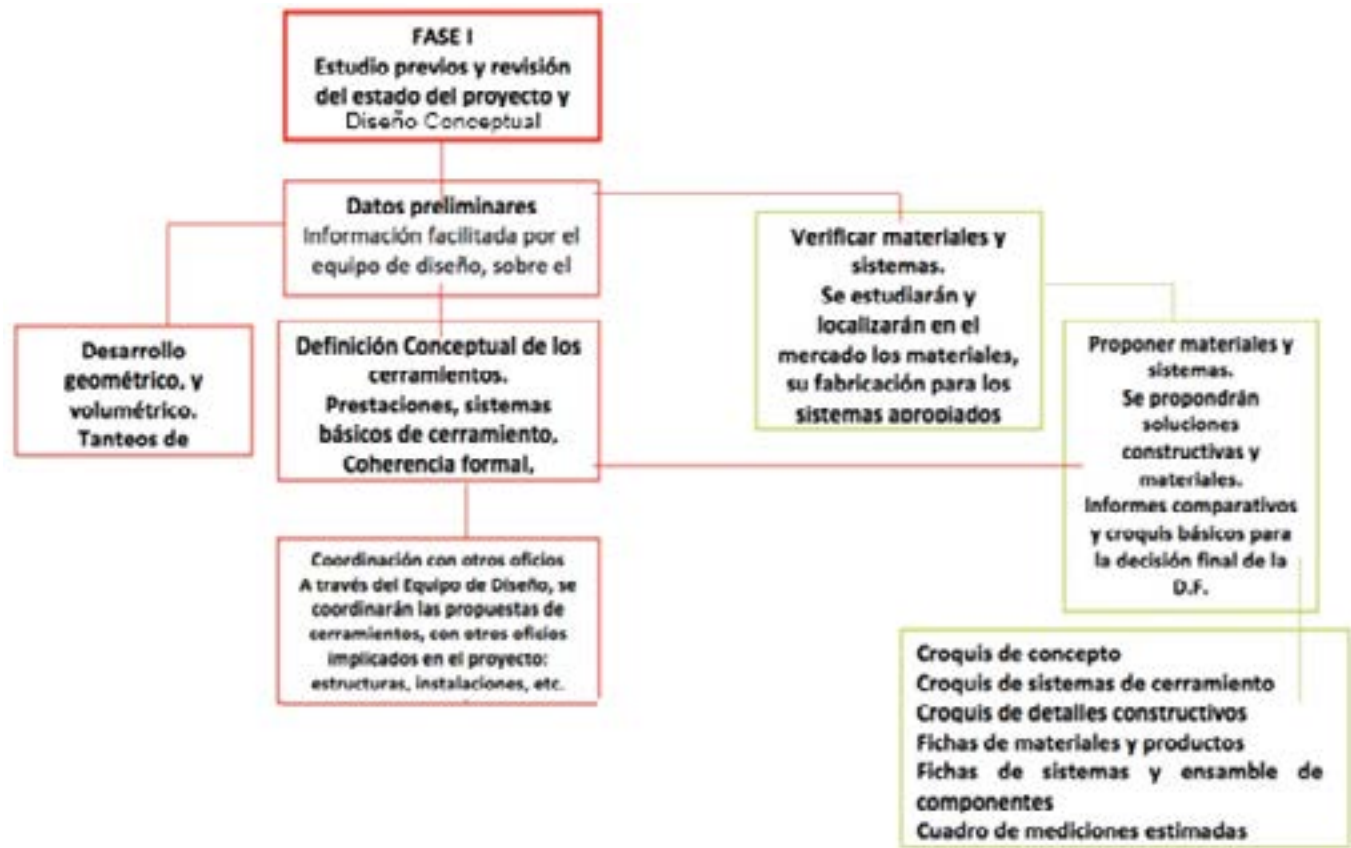 FASE I
Estudio previos y revisión
del estado del proyecto y
Diseño Conceptual
Datos preliminares
Información facilitada por el
equipo de diseño, sobre el
Verificar materiales y
sistemas.
Se estudiarán y
localizarán en el
mercado los materiales,
su fabricación para los
sistemas apropiados
Desarrollo
geométrico, y
volumétrico.
Tanteos de
Definición Conceptual de los
cerramientos.
Prestaciones, sistemas
básicos de cerramiento,
Coherencia formal,
Proponer materiales y
sistemas.
Se propondrán
soluciones
constructivas y
materiales.
Informes comparativos
y croquis básicos para
la decisión final de la
D.F.
Coordinación con otros oficios
A través del Equipo de Diseño, se
coordinarán las propuestas de
cerramientos, con otros oficios
implicados en el proyecto:
estructuras, instalaciones, etc.
Croquis de concepto
Croquis de sistemas de cerramiento
Croquis de detalles constructivos
Fichas de materiales y productos
Fichas de sistemas y ensamble de
componentes
Cuadro de mediciones estimadas